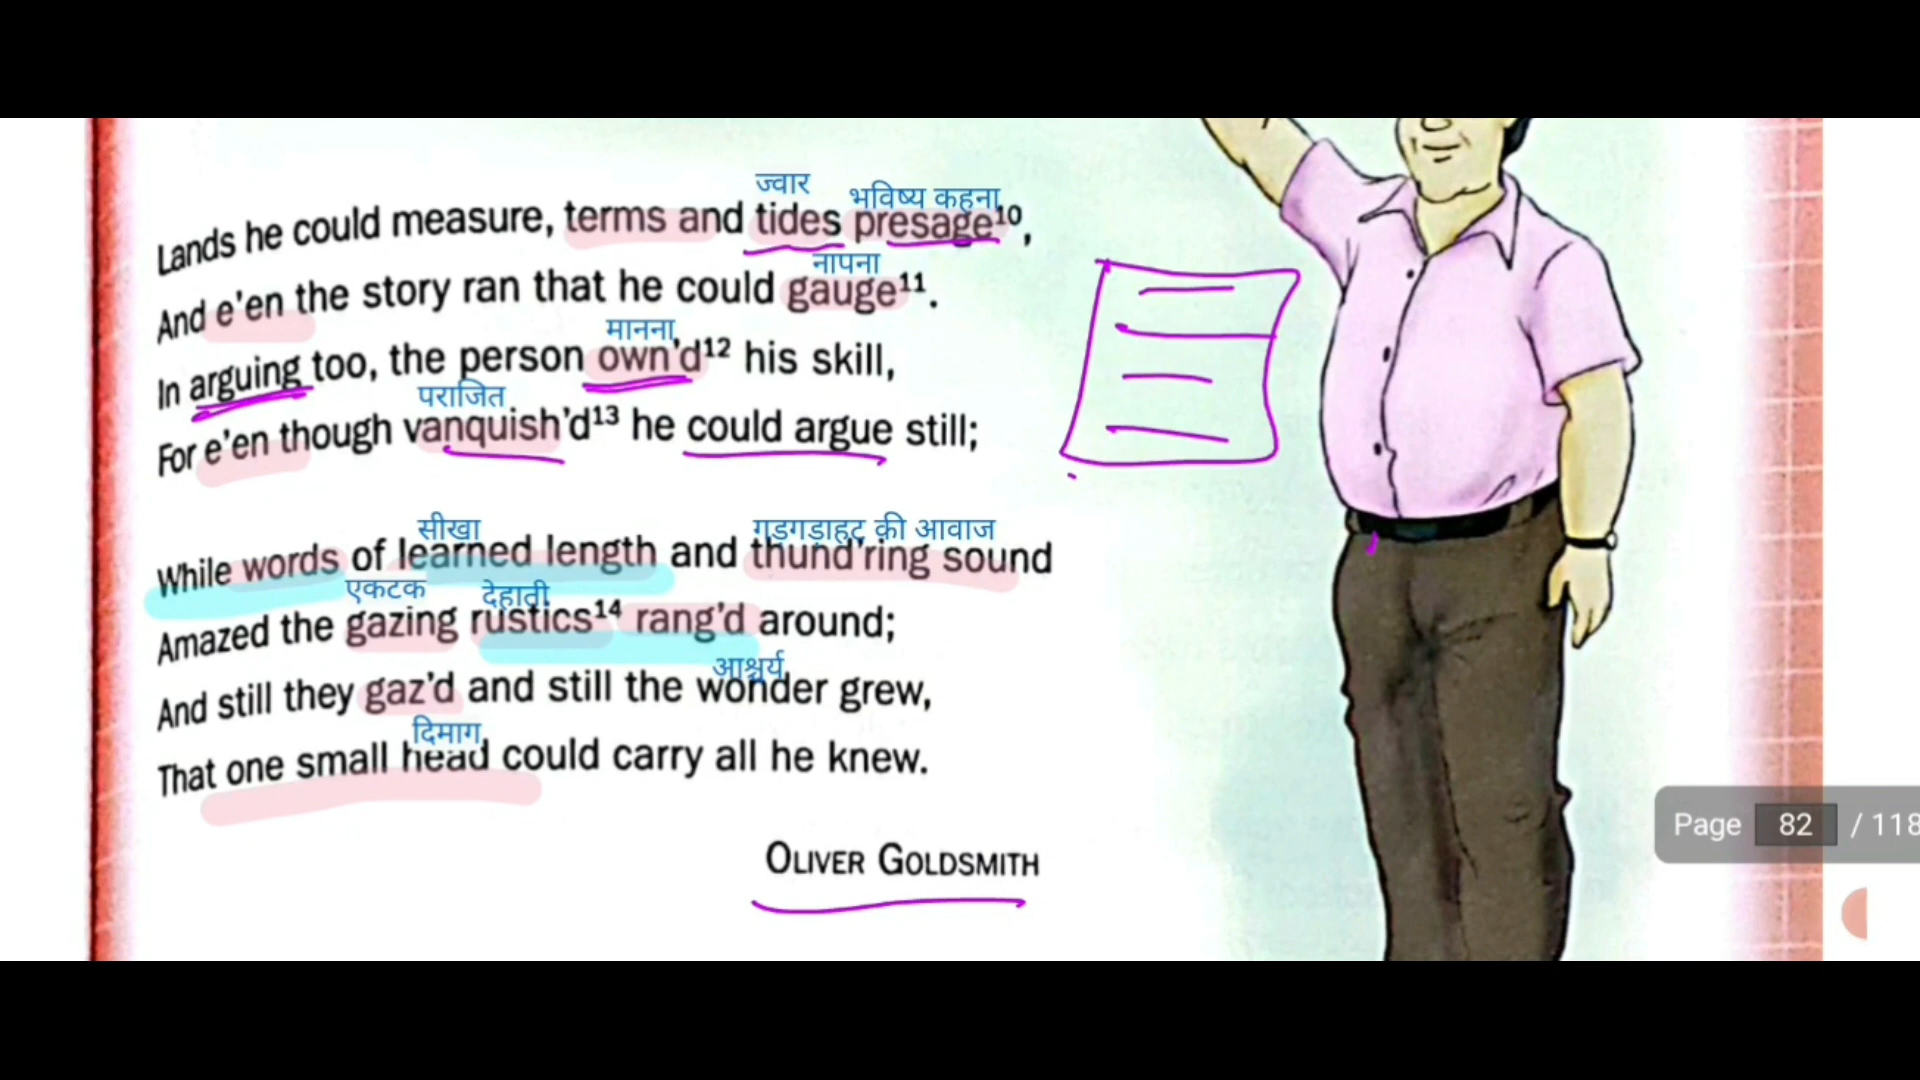 ज्वार
भविष्य कहना
Lands he could measure, terms and tides presage¹⁰,
नापना
And e'en the story ran that he could gauge¹¹.
मानना
In arguing too, the person own'd¹² his skill,
पराजित
For e'en though vanquish'd¹³ he could argue still;
सीखा
गड़गड़ाहट की आवाज
While words of learned length and thund'ring sound
एकटक
देहाती
Amazed the gazing rustics¹⁴ rang'd around;
आश्चर्य
And still they gaz'd and still the wonder grew,
दिमाग
That one small head could carry all he knew.
OLIVER GOLDSMITH
Page 82 / 118